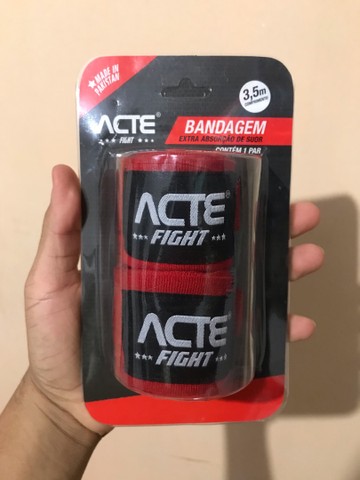 MADE IN
PAKISTAN
3,5m
COMPRIMENTO
ACTE®
FIGHT
BANDAGEM
EXTRA ABSORÇÃO DE SUOR
CONTÉM 1 PAR
ACTE®
FIGHT
ACTE®
FIGHT